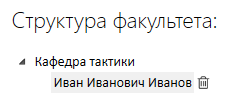 Структура факультета:
Кафедра тактики
Иван Иванович Иванов